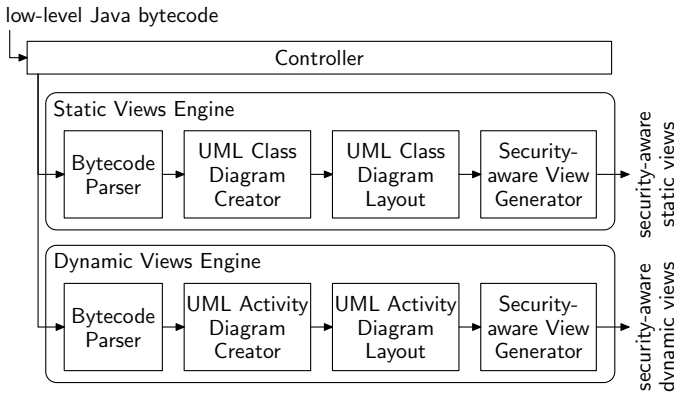 low-level Java bytecode
Controller
Static Views Engine
Bytecode
Parser
UML Class
Diagram
Creator
UML Class
Diagram
Layout
Security-
aware View
Generator
security-aware
static views
Dynamic Views Engine
Bytecode
Parser
UML Activity
Diagram
Creator
UML Activity
Diagram
Layout
Security-
aware View
Generator
security-aware
dynamic views